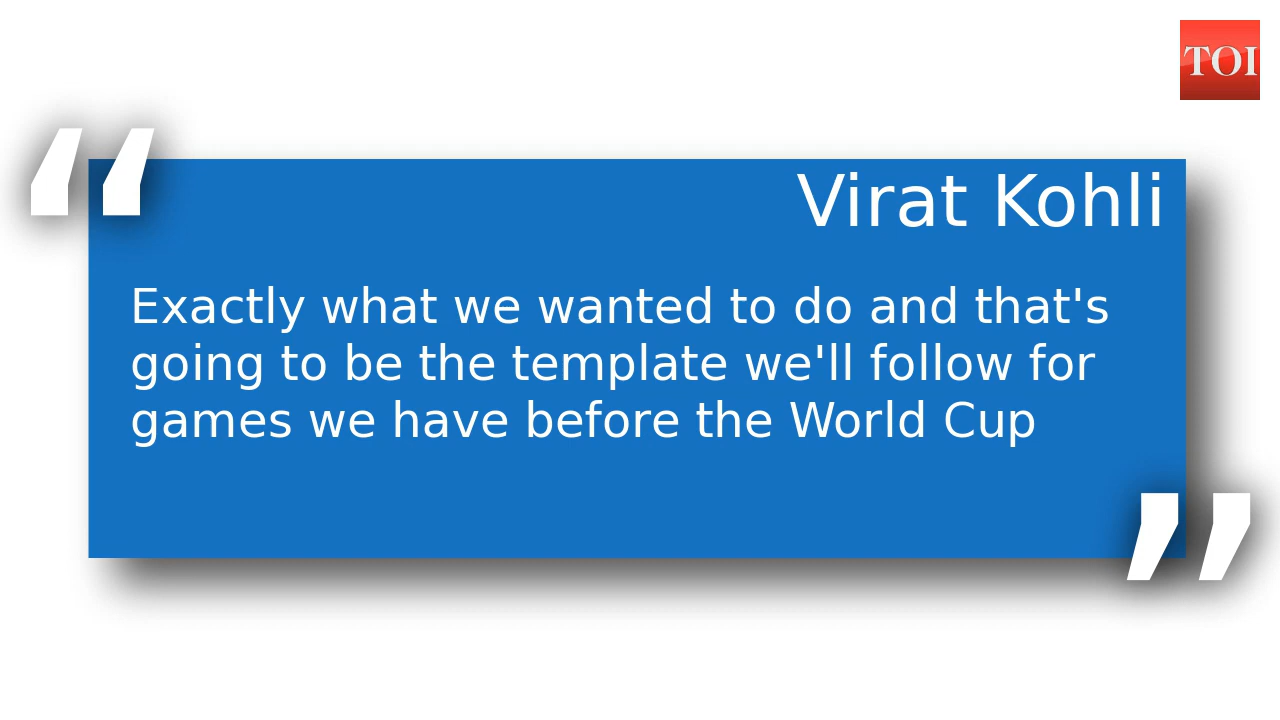 TOI
Virat Kohli
Exactly what we wanted to do and that's
going to be the template we'll follow for
games we have before the World Cup